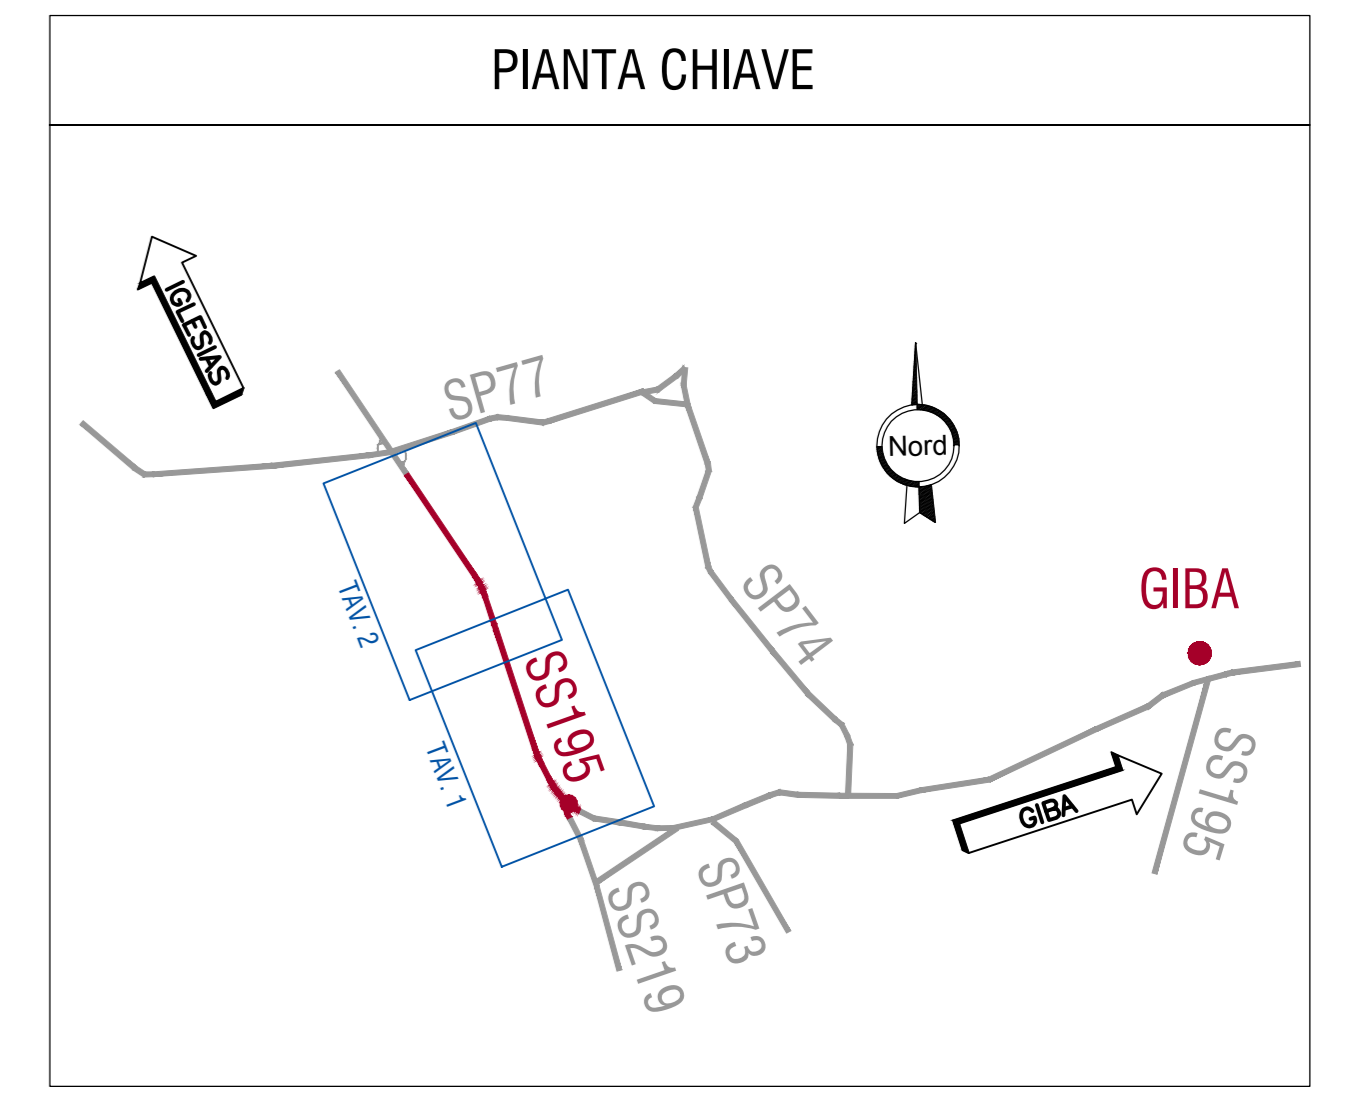 PIANTA CHIAVE
IGLESIAS
SP77
Nord
SP74
GIBA
TAV. 2
SS195
TAV. 1
GIBA
SS195
SP73
SS219